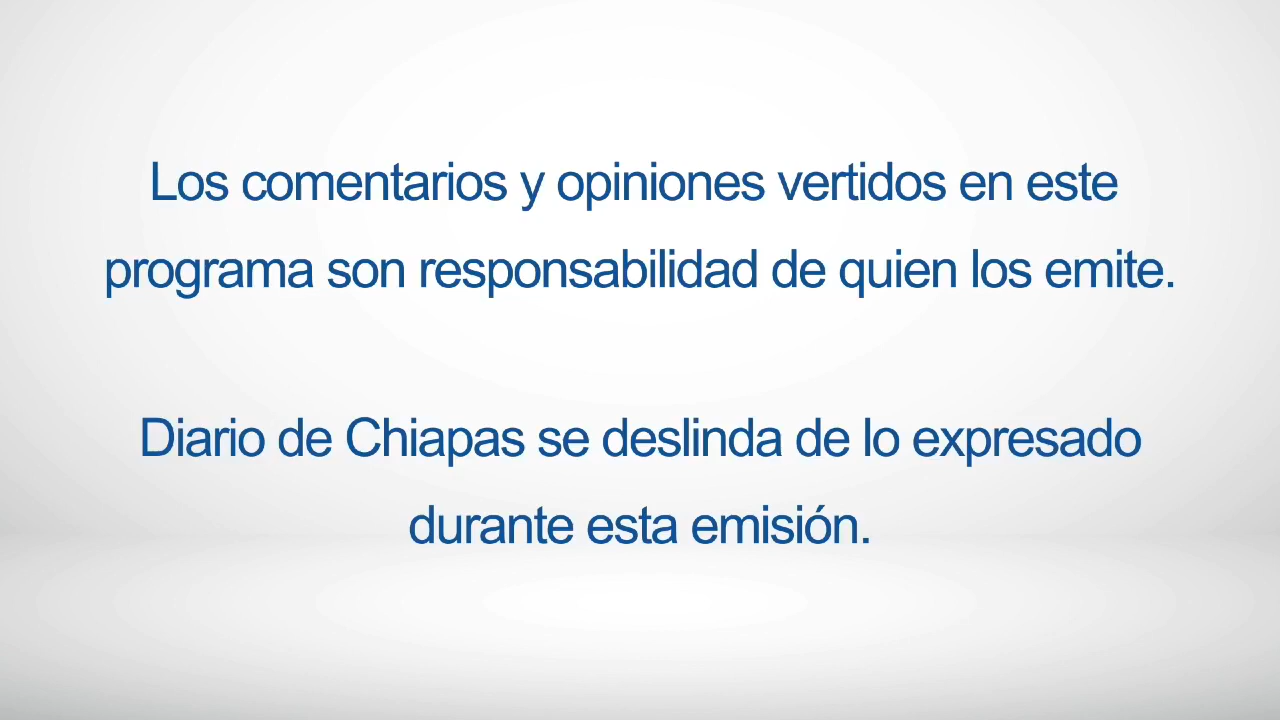 Los comentarios y opiniones vertidos en este
programa son responsabilidad de quien los emite.
Diario de Chiapas se deslinda de lo expresado
durante esta emisión.